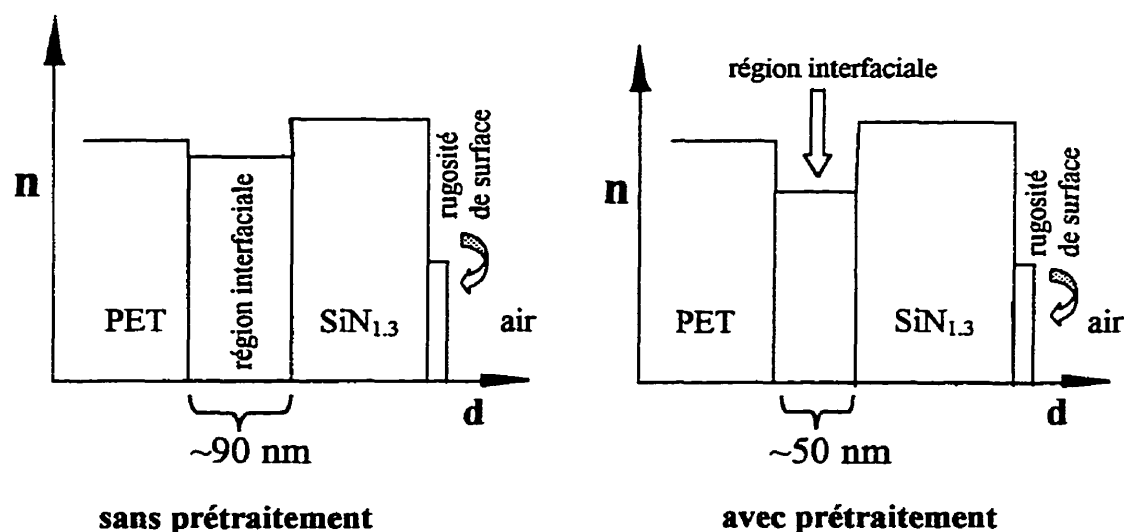 n
PET
région interfaciale
SiN1.3
rugosité
de surface
air
d
~90 nm
sans prétraitement
région interfaciale
n
PET
SiN1.3
rugosité
de surface
air
d
~50 nm
avec prétraitement